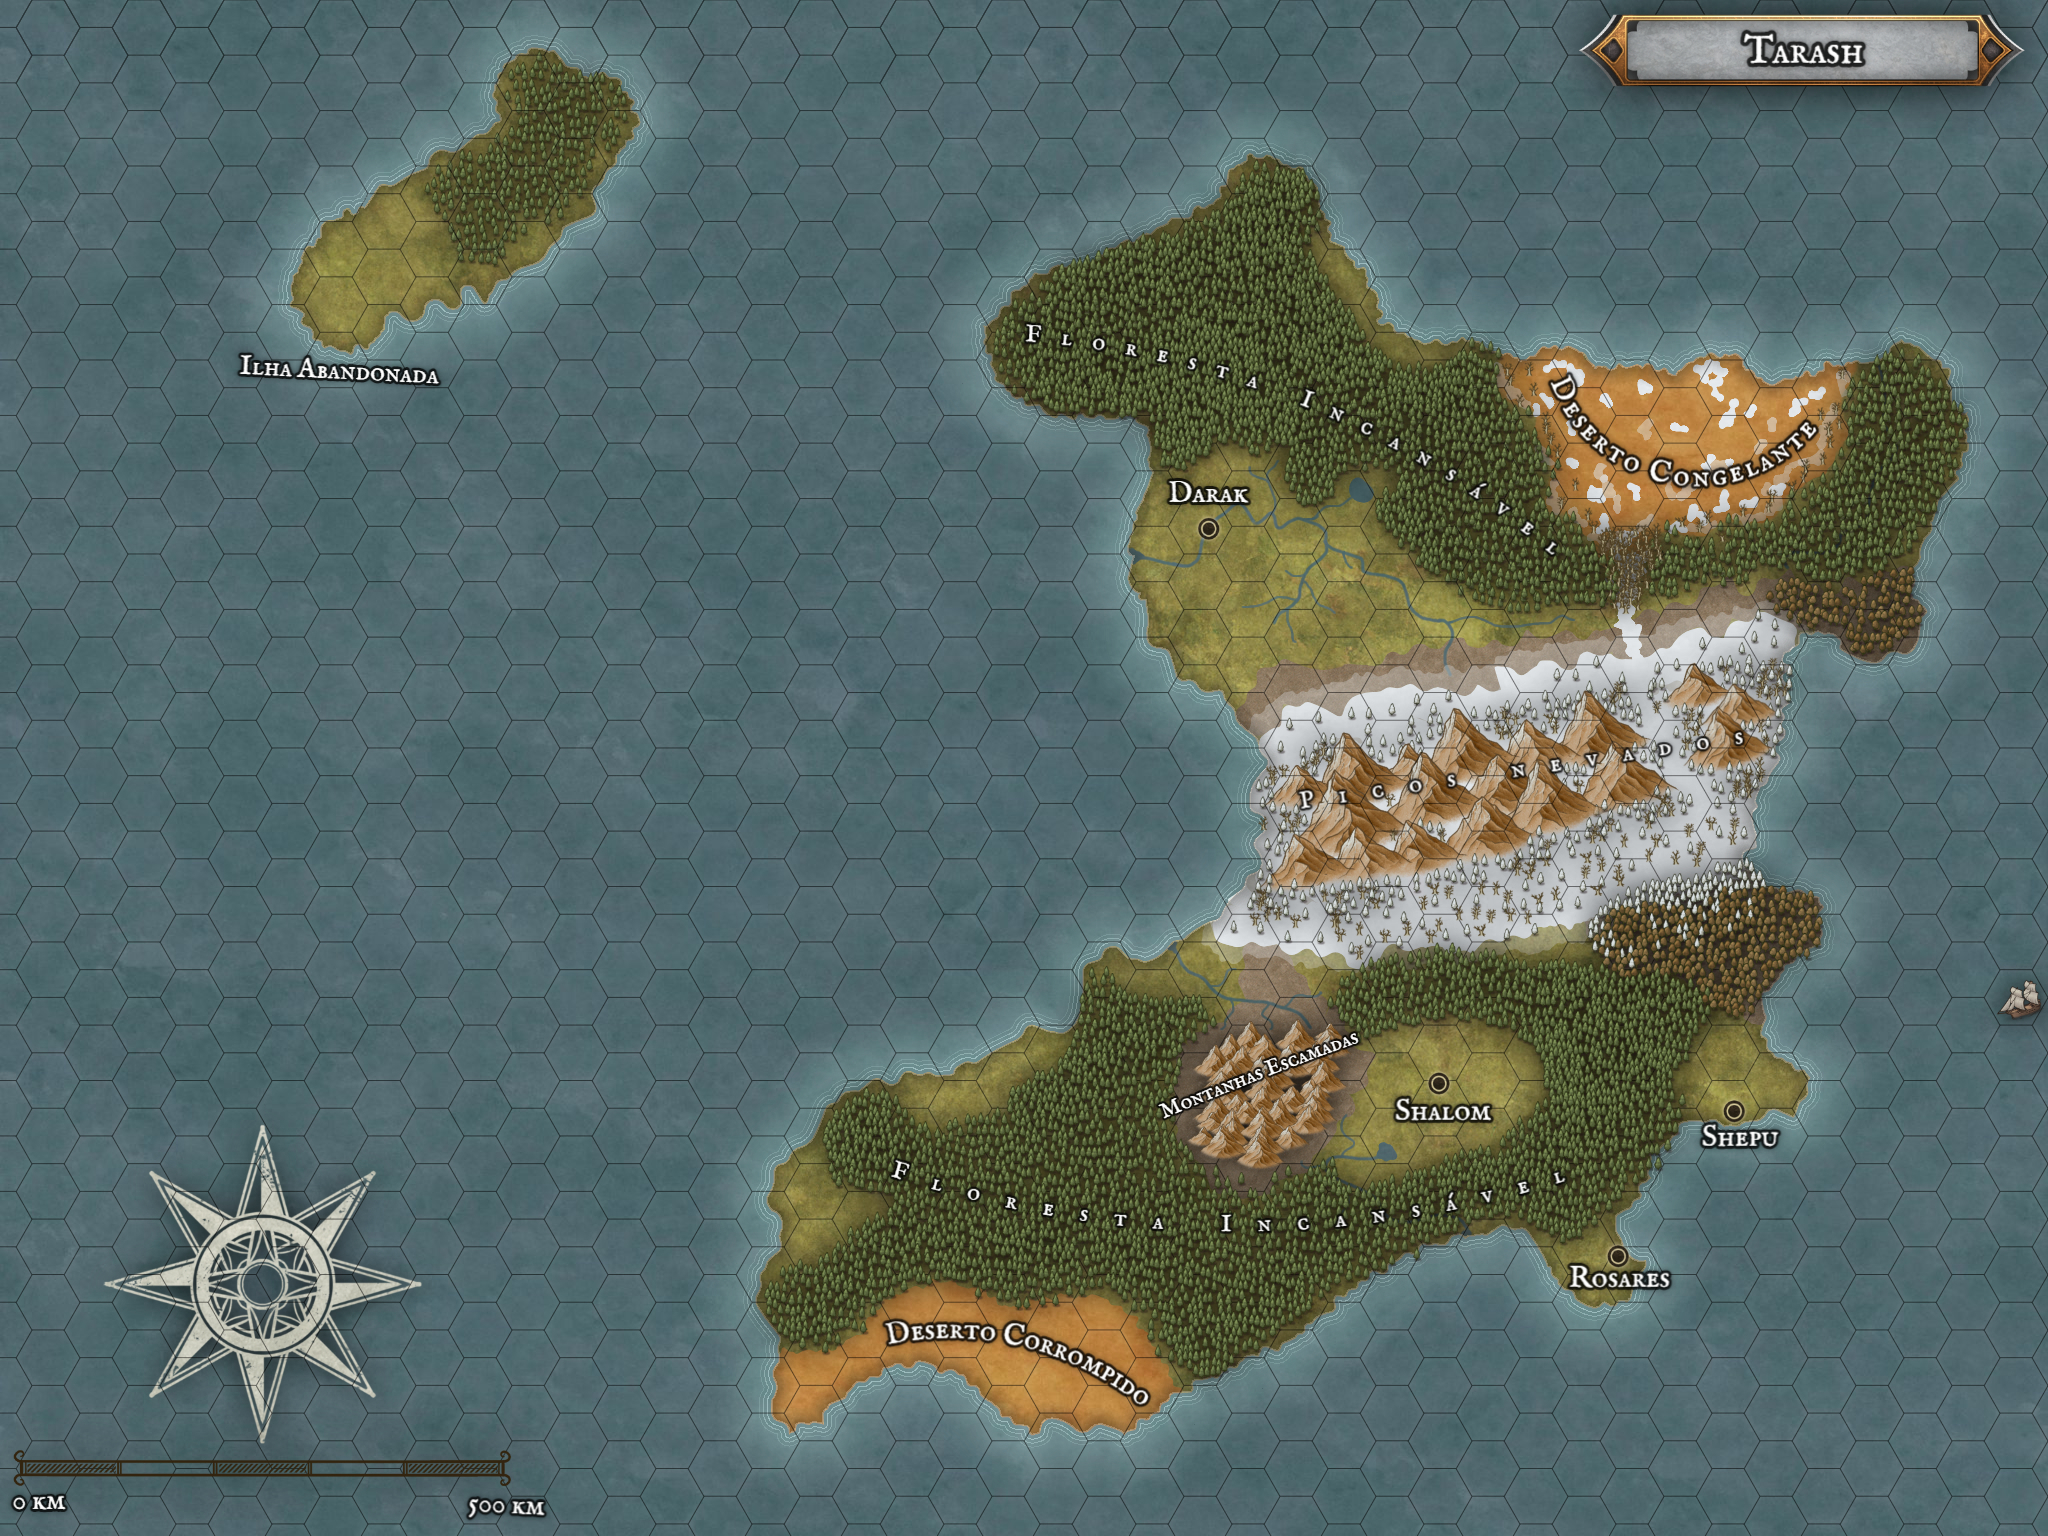 Tarash
Ilha Abandonada
Floresta Incansável
Deserto Congelante
Darak
Picos nevados
Montanhas Escamadas
Shalom
Shepu
Floresta Incansável
Rosares
Deserto Corrompido
0 km
500 km